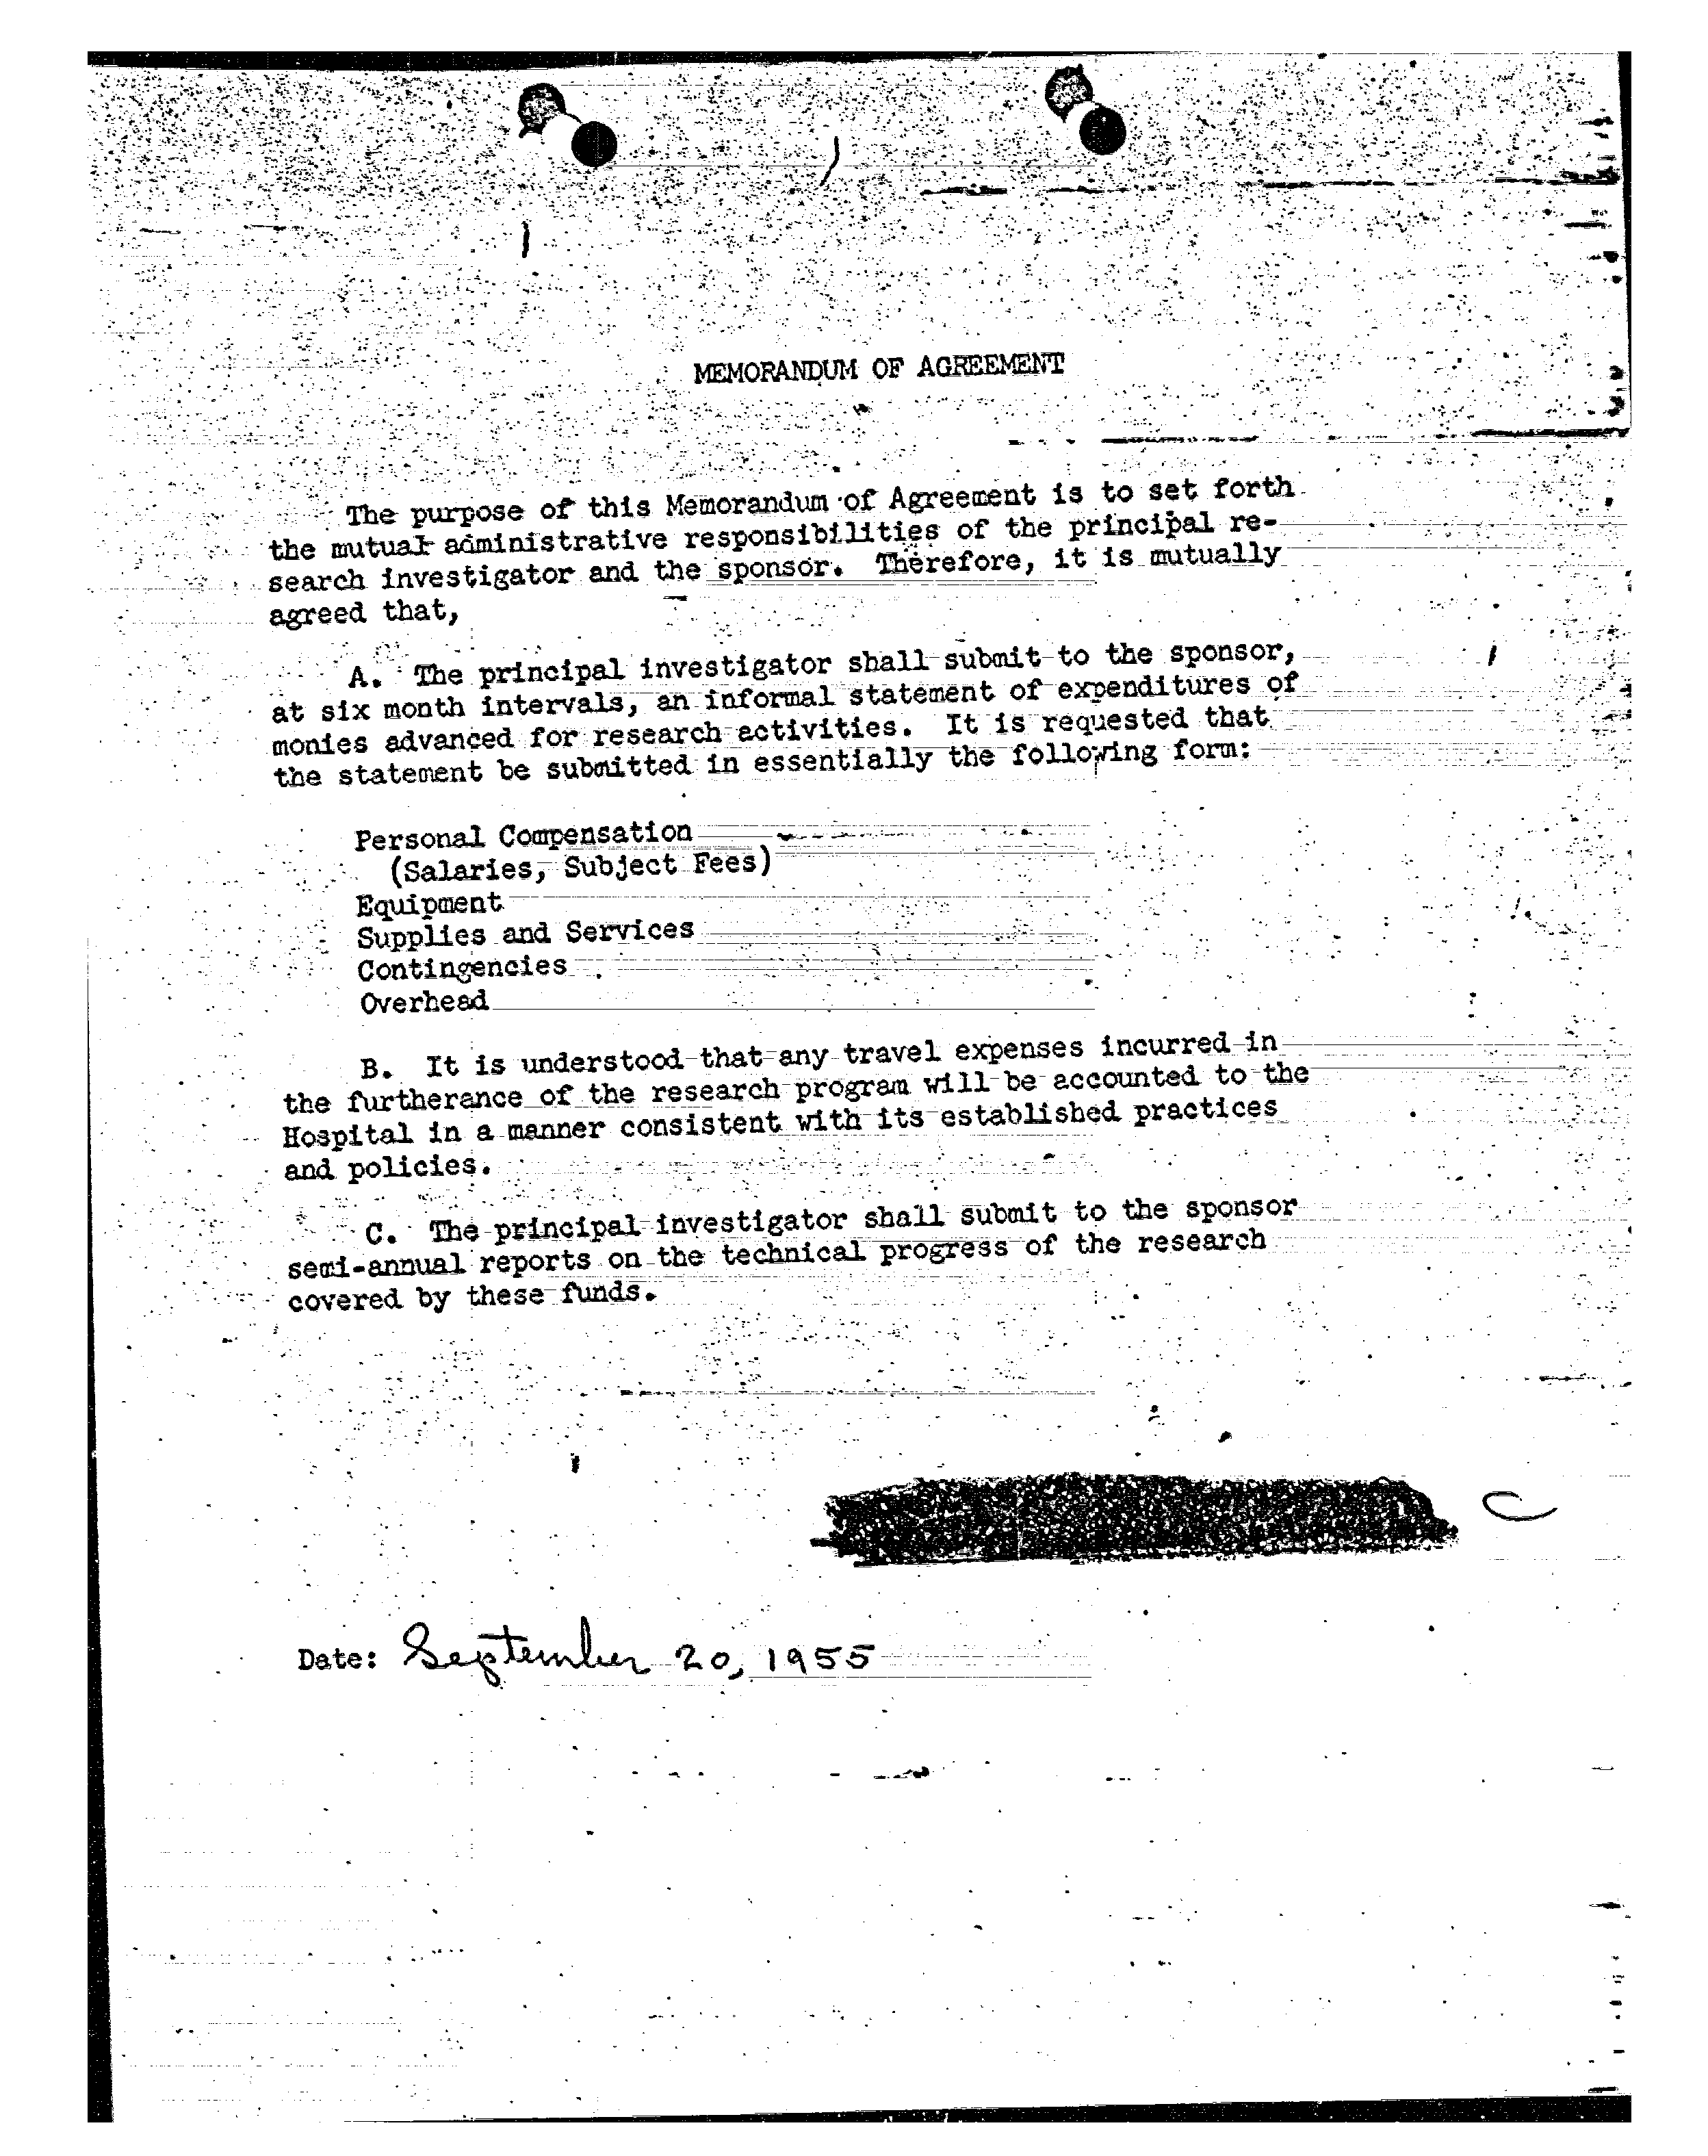 MEMORANDUM OF AGREEMENT
The purpose of this Memorandum of Agreement is to set forth
the mutual administrative responsibilities of the principal re-
search investigator and the sponsor. Therefore, it is mutually
agreed that,
A. The principal investigator shall submit to the sponsor,
at six month intervals, an informal statement of expenditures of
monies advanced for research activities. It is requested that
the statement be submitted in essentially the following form:
Personal Compensation
(Salaries, Subject Fees)
Equipment
Supplies and Services
Contingencies
Overhead
B. It is understood that any travel expenses incurred in
the furtherance of the research program will be accounted to the
Hospital in a manner consistent with its established practices
and policies.
C. The principal investigator shall submit to the sponsor
semi-annual reports on the technical progress of the research
covered by these funds.
C
Date: September 20, 1955